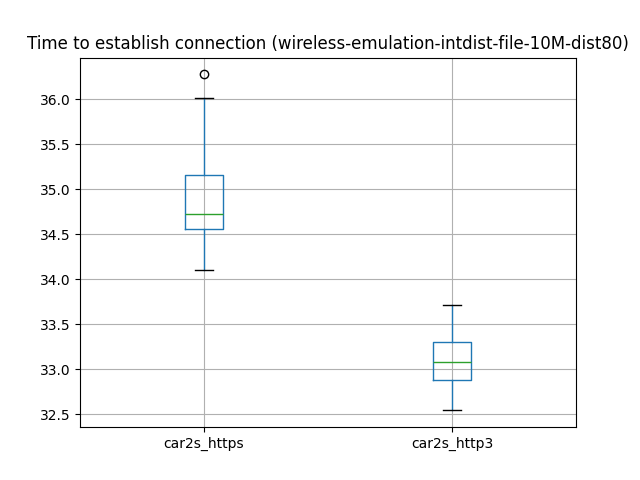 Time to establish connection (wireless-emulation-intdist-file-10M-dist80)
36.0
35.5
35.0
34.5
34.0
33.5
33.0
32.5
car2s_https
car2s_http3